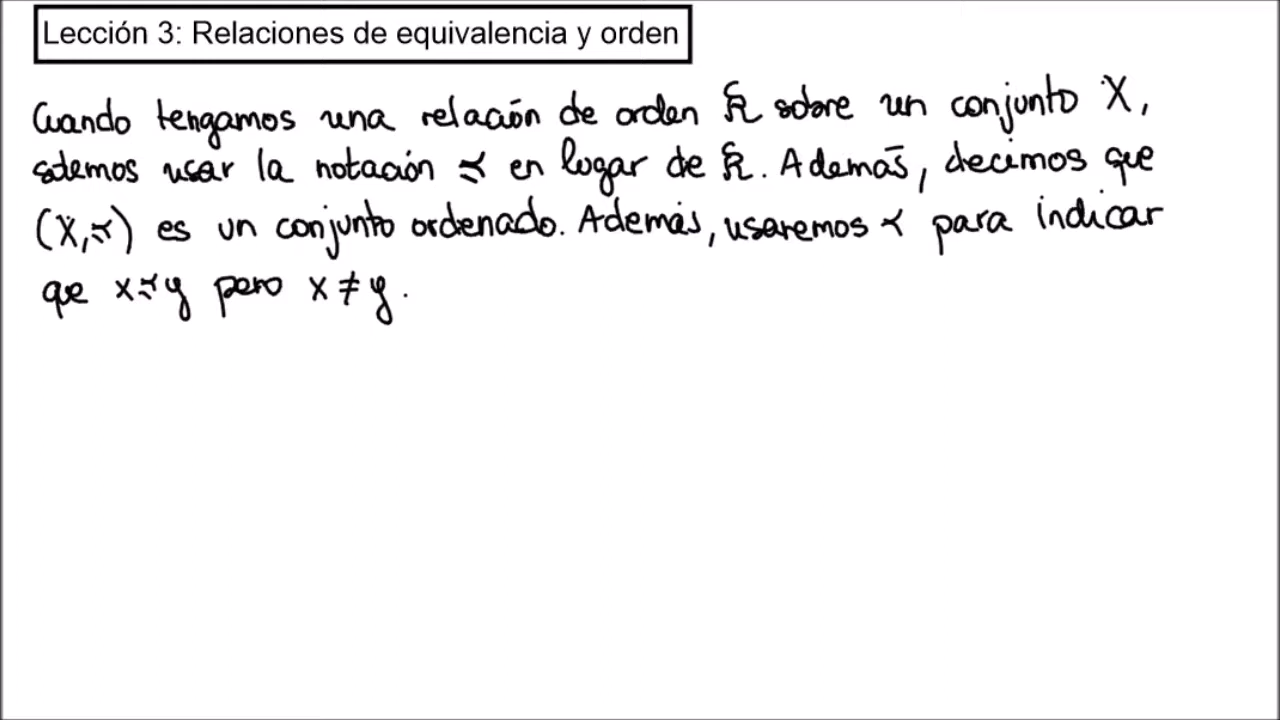 Lección 3: Relaciones de equivalencia y orden
Cuando tengamos una relación de orden ℛ sobre un conjunto X,
solemos usar la notación ≼ en lugar de ℛ. Además, decimos que
(X,≼) es un conjunto ordenado. Además, usaremos ≺ para indicar
que x≼y pero x≠y.